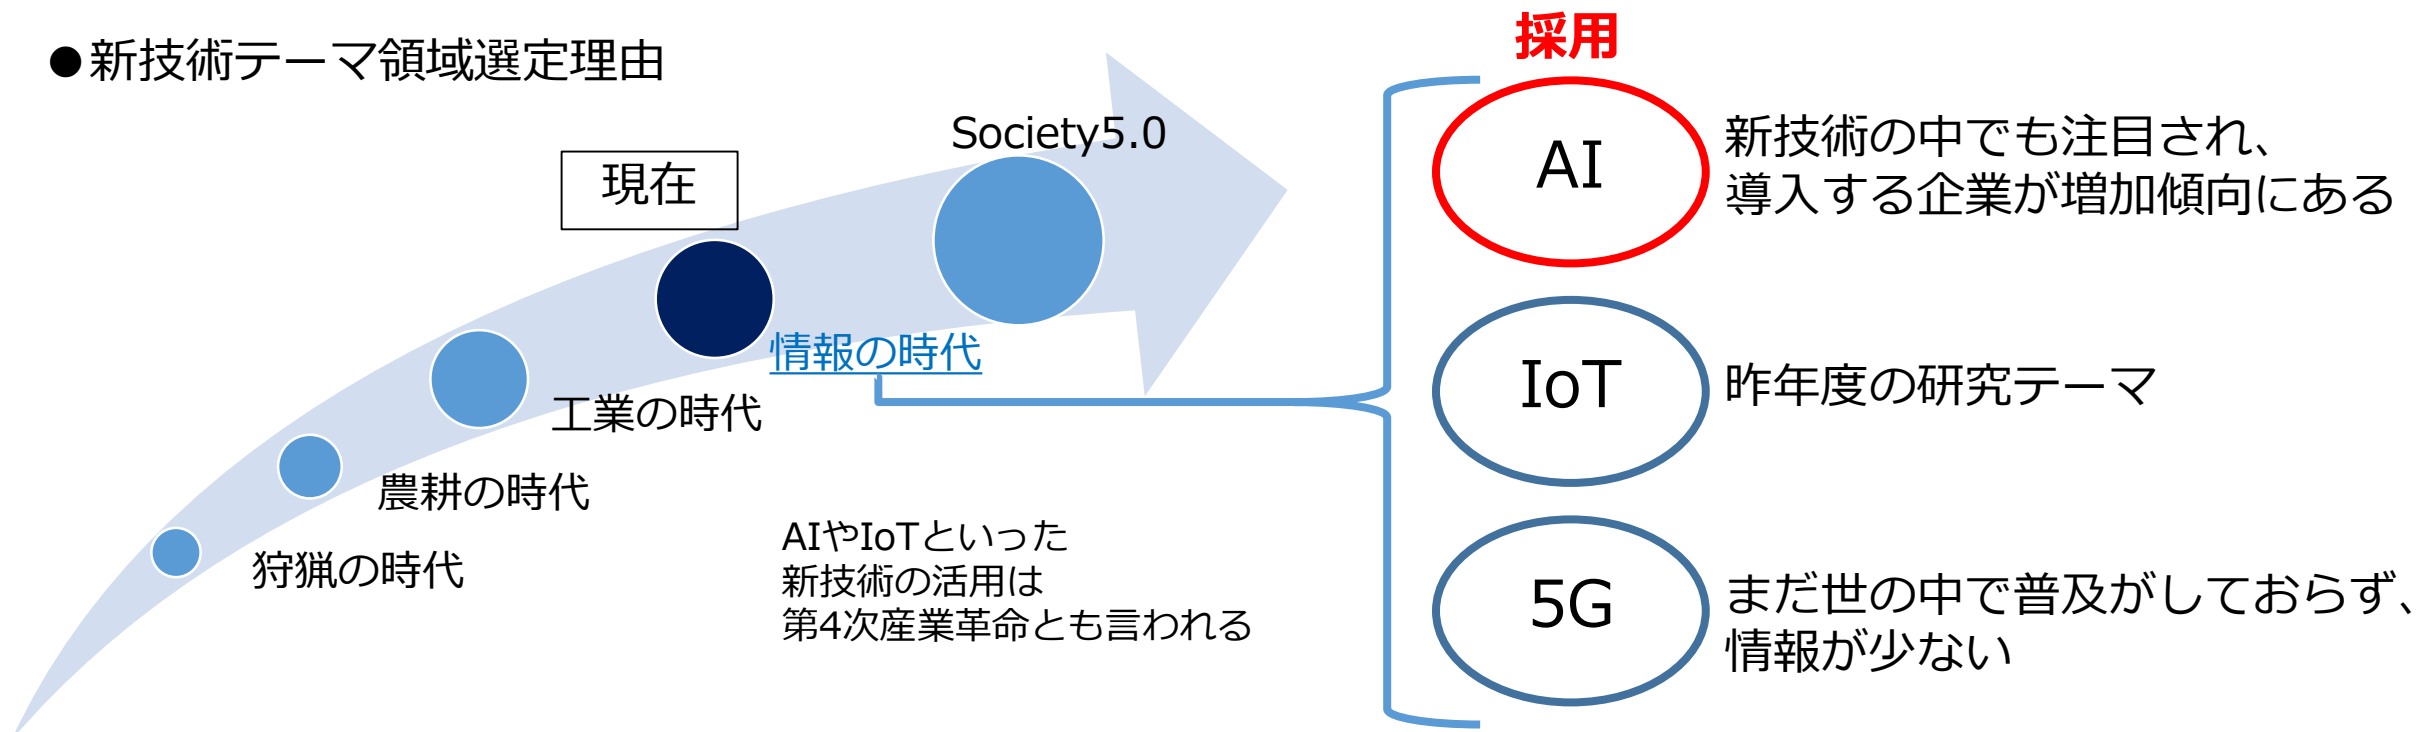 ●新技術テーマ領域選定理由
現在
Society5.0
情報の時代
工業の時代
農耕の時代
狩猟の時代
AIやIoTといった
新技術の活用は
第4次産業革命とも言われる
採用
AI
新技術の中でも注目され、
導入する企業が増加傾向にある
IoT
昨年度の研究テーマ
5G
まだ世の中で普及がしておらず、
情報が少ない